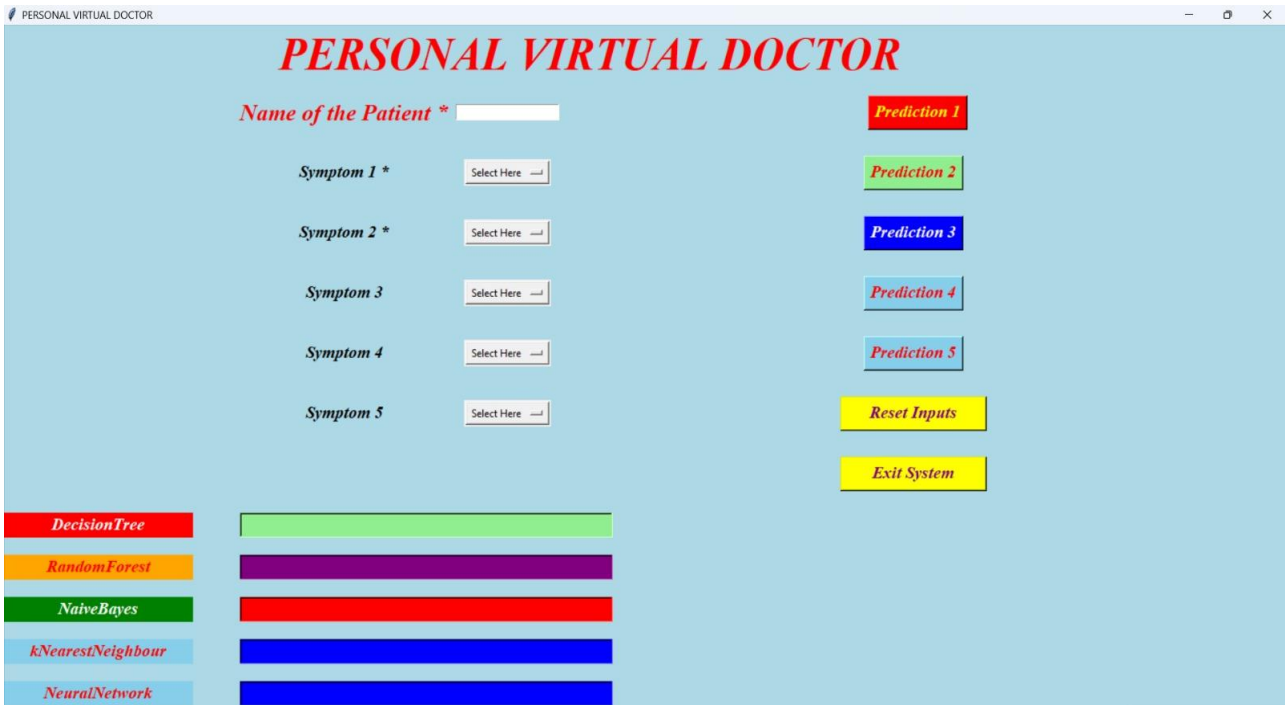 PERSONAL VIRTUAL DOCTOR
PERSONAL VIRTUAL DOCTOR
Name of the Patient *
Prediction 1
Symptom 1 *
Select Here
Prediction 2
Symptom 2 *
Select Here
Prediction 3
Symptom 3
Select Here
Prediction 4
Symptom 4
Select Here
Prediction 5
Symptom 5
Select Here
Reset Inputs
Exit System
DecisionTree
RandomForest
NaiveBayes
kNearestNeighbour
NeuralNetwork